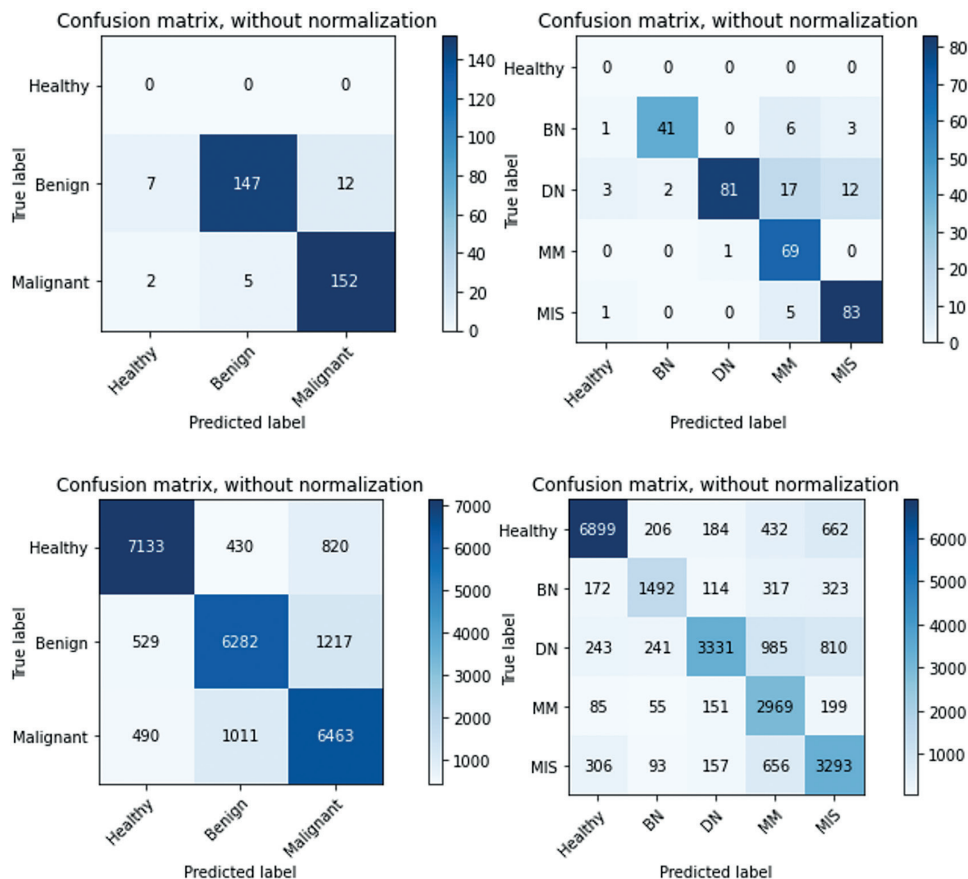 Confusion matrix, without normalization
Healthy 0 0 0
Benign 7 147 12
Malignant 2 5 152
Healthy Benign Malignant
True label
Predicted label
140
120
100
80
60
40
20
0
Confusion matrix, without normalization
Healthy 0 0 0 0 0
BN 1 41 0 6 3
DN 3 2 81 17 12
MM 0 0 1 69 0
MIS 1 0 0 5 83
Healthy BN DN MM MIS
True label
Predicted label
80
70
60
50
40
30
20
10
0
Confusion matrix, without normalization
Healthy 7133 430 820
Benign 529 6282 1217
Malignant 490 1011 6463
Healthy Benign Malignant
True label
Predicted label
7000
6000
5000
4000
3000
2000
1000
Confusion matrix, without normalization
Healthy 6899 206 184 432 662
BN 172 1492 114 317 323
DN 243 241 3331 985 810
MM 85 55 151 2969 199
MIS 306 93 157 656 3293
Healthy BN DN MM MIS
True label
Predicted label
6000
5000
4000
3000
2000
1000